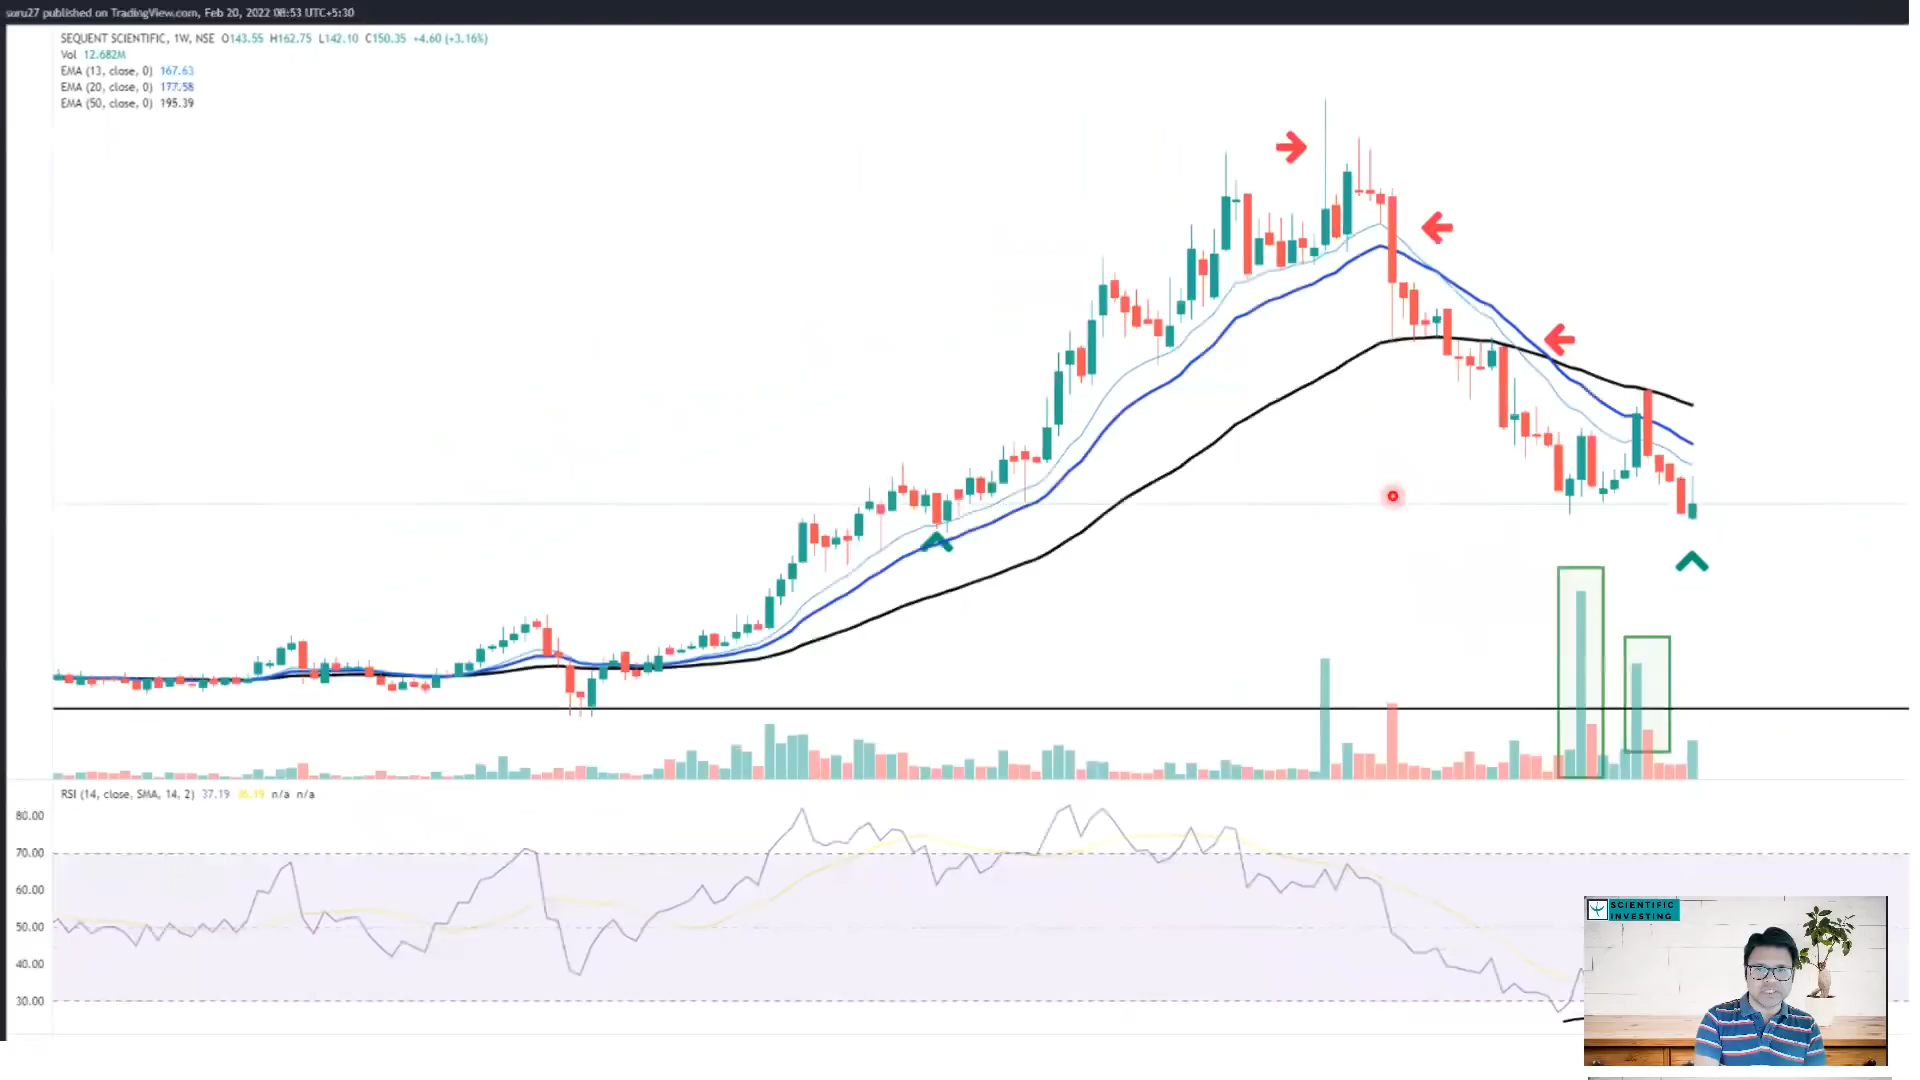 suru27 published on TradingView.com, Feb 20, 2022 08:53 UTC+5:30
SEQUENT SCIENTIFIC, 1W, NSE O143.55 H162.75 L142.10 C150.35 +4.60 (+3.16%)
Vol 12.682M
EMA (13, close, 0) 167.63
EMA (20, close, 0) 177.58
EMA (50, close, 0) 195.39
RSI (14, close, SMA, 14, 2) 37.19 36.19 n/a n/a
80.00
70.00
60.00
50.00
40.00
30.00
SCIENTIFIC
INVESTING